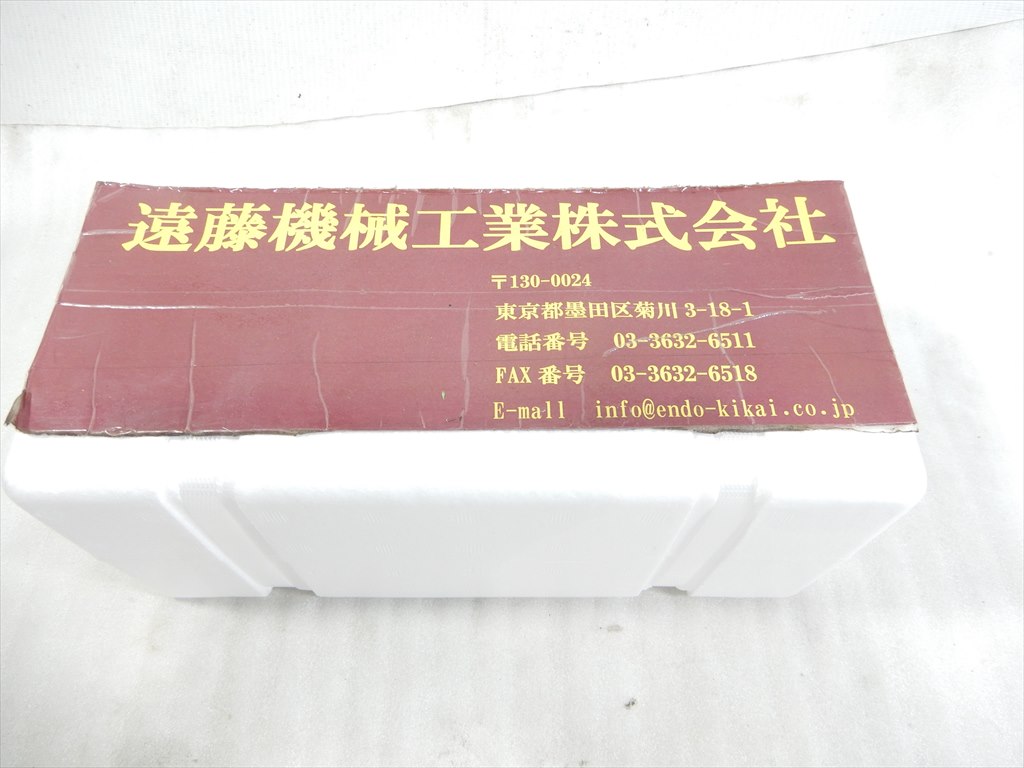 遠藤機械工業株式会社
〒130-0024
東京都墨田区菊川 3-18-1
電話番号 03-3632-6511
FAX 番号 03-3632-6518
E-mall info@endo-kikai.co.jp